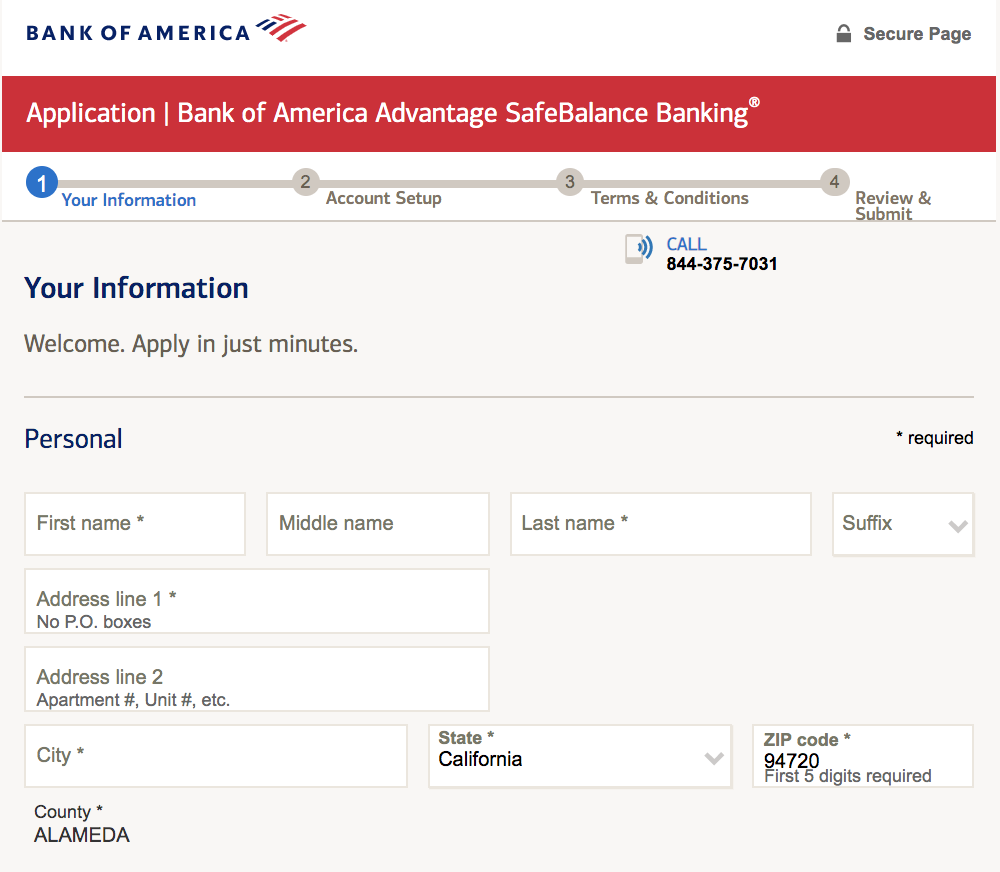 BANK OF AMERICA
Secure Page
Application | Bank of America Advantage SafeBalance Banking®
1 Your Information
2 Account Setup
3 Terms & Conditions
4 Review &
Submit
CALL
844-375-7031
Your Information
Welcome. Apply in just minutes.
Personal
* required
First name *
Middle name
Last name *
Suffix
Address line 1 *
No P.O. boxes
Address line 2
Apartment #, Unit #, etc.
City *
State *
California
ZIP code *
94720
First 5 digits required
County *
ALAMEDA